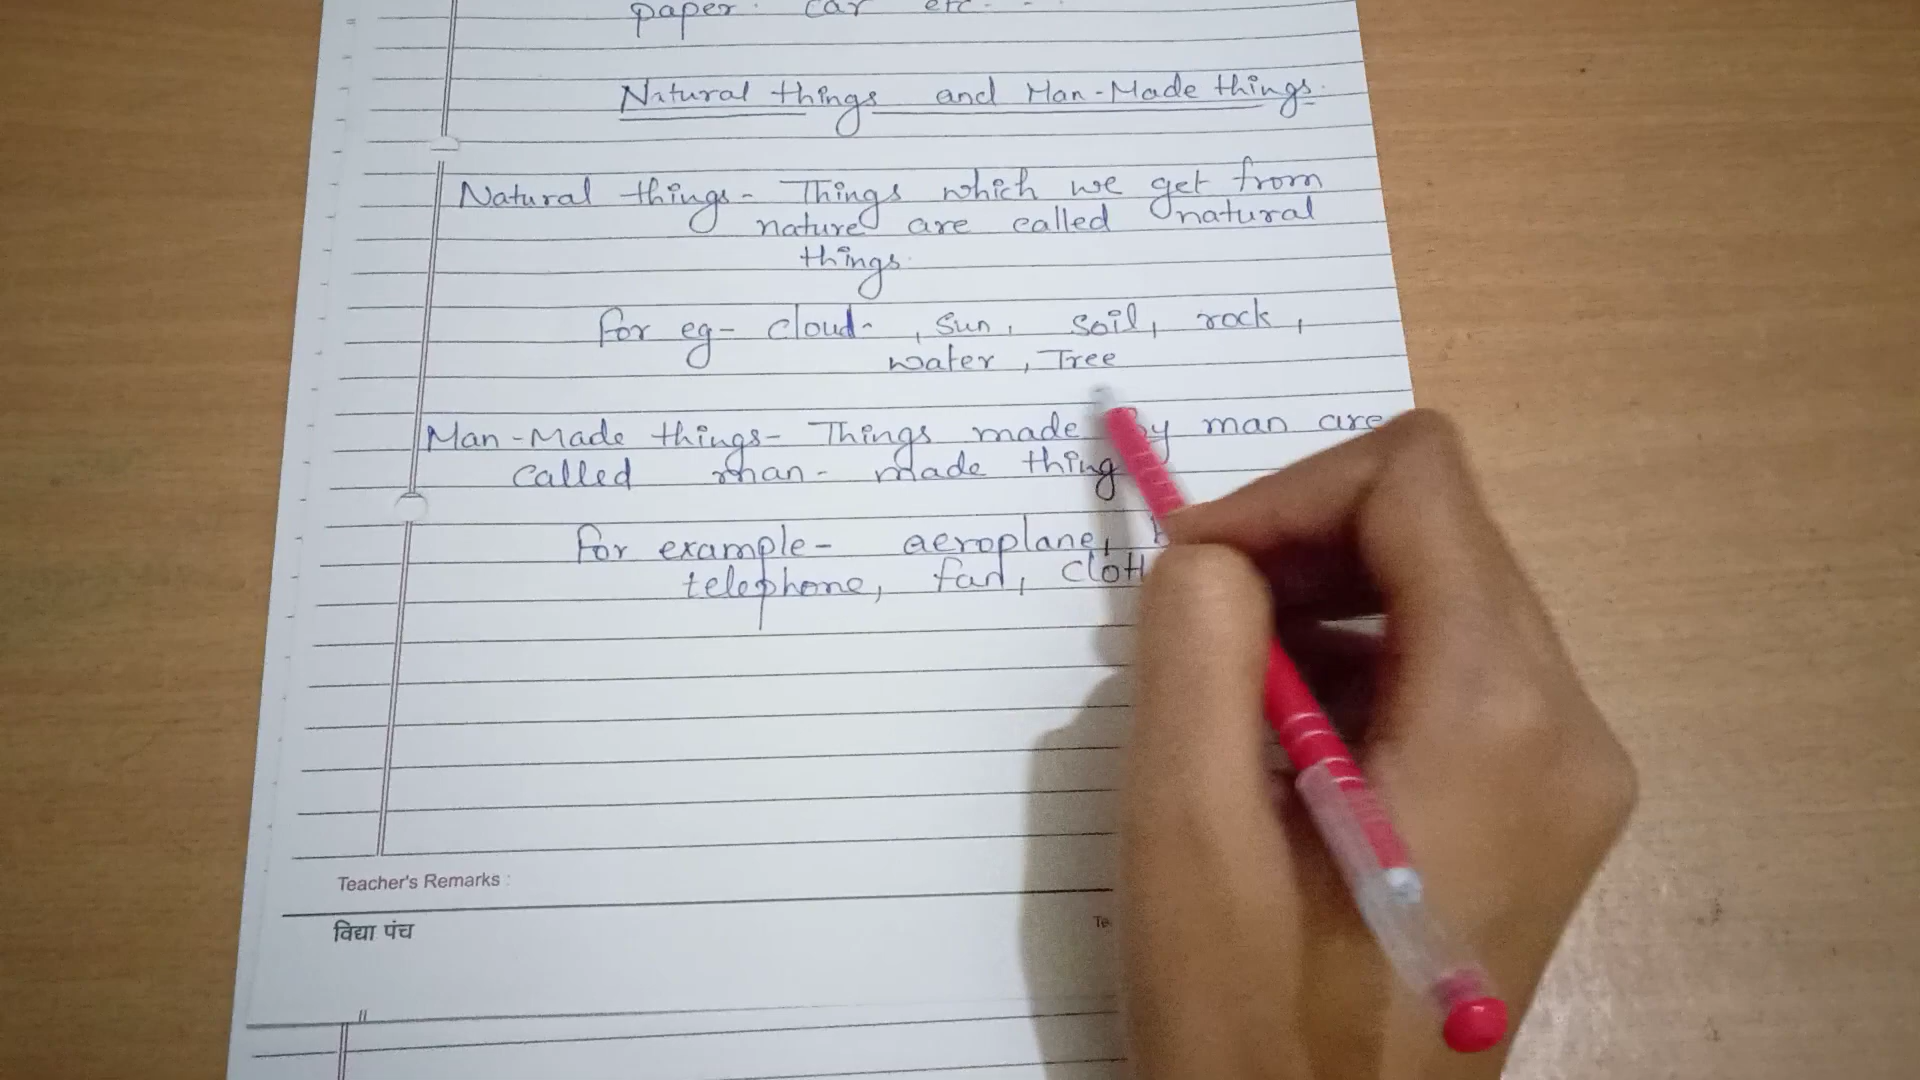 paper. car etc.
Natural things and Man-Made things.
Natural things- Things which we get from
nature are called natural
things.
for eg- cloud- , sun, soil, rock,
water, Tree
Man-Made things- Things made by man are
called man-made thing
for example- aeroplane,
telephone, fan,
Teacher's Remarks :
विद्या पंच